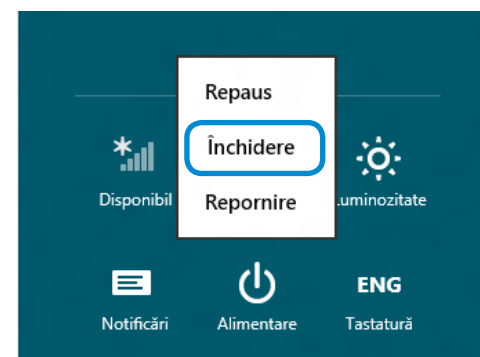 Repaus
Închidere
Repornire
Disponibil
uminozitate
ENG
Notificări
Alimentare
Tastatură